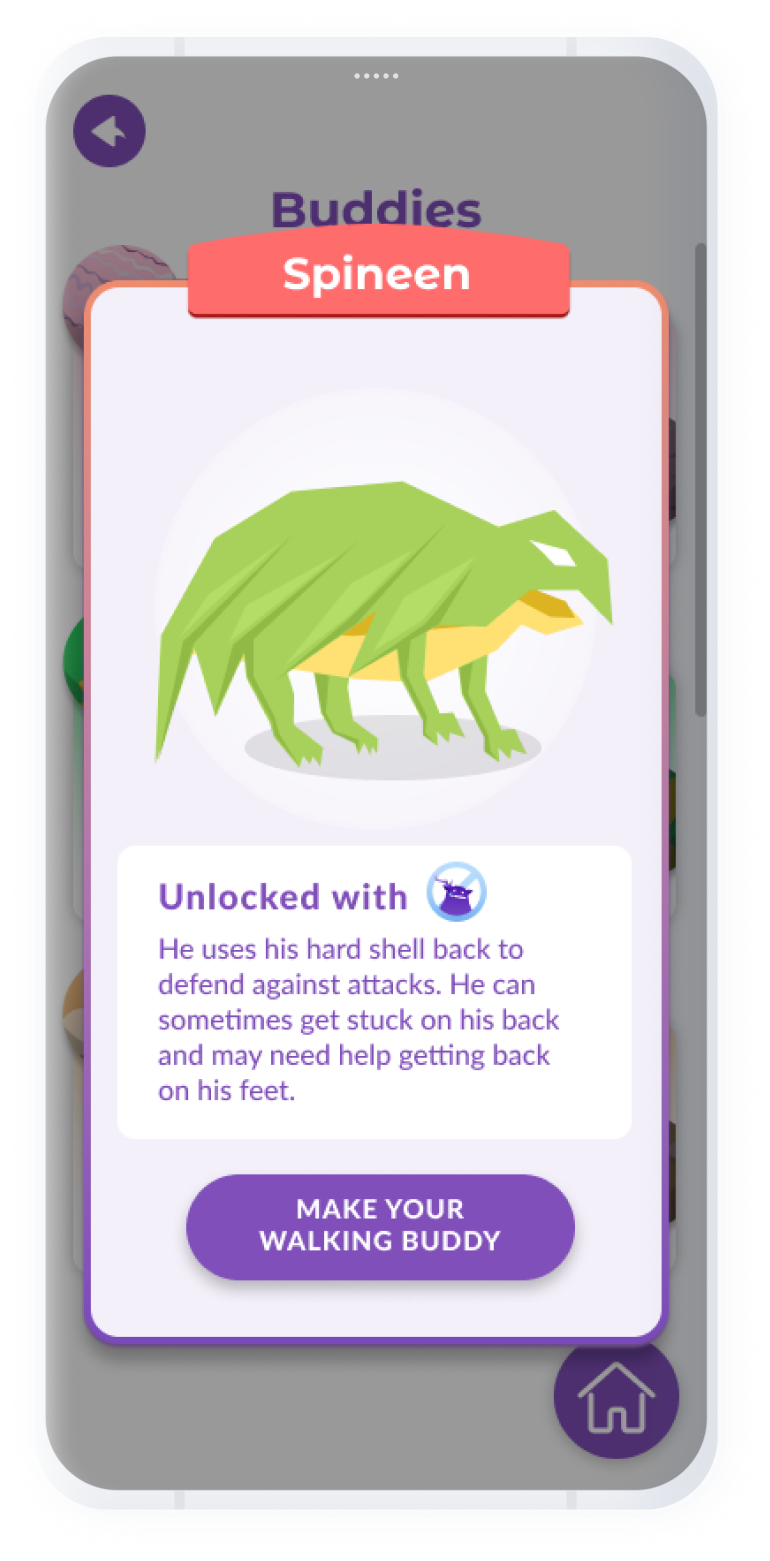 Buddies
Spineen
Unlocked with
He uses his hard shell back to
defend against attacks. He can
sometimes get stuck on his back
and may need help getting back
on his feet.
MAKE YOUR
WALKING BUDDY